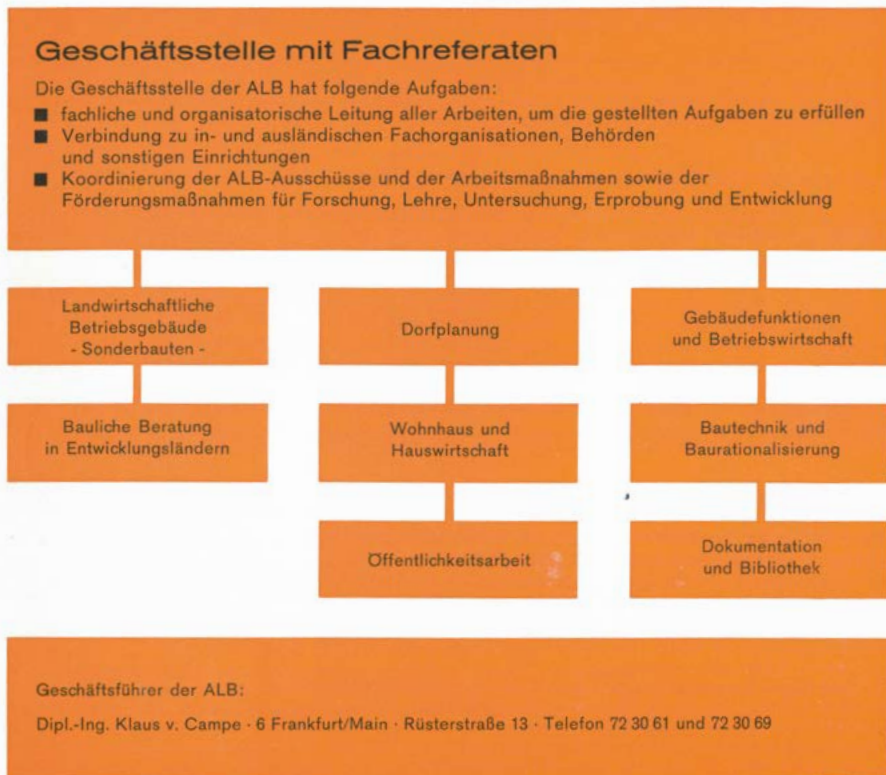 Geschäftsstelle mit Fachreferaten
Die Geschäftsstelle der ALB hat folgende Aufgaben:
■ fachliche und organisatorische Leitung aller Arbeiten, um die gestellten Aufgaben zu erfüllen
■ Verbindung zu in- und ausländischen Fachorganisationen, Behörden
und sonstigen Einrichtungen
■ Koordinierung der ALB-Ausschüsse und der Arbeitsmaßnahmen sowie der
Förderungsmaßnahmen für Forschung, Lehre, Untersuchung, Erprobung und Entwicklung
Landwirtschaftliche
Betriebsgebäude
- Sonderbauten -
Dorfplanung
Gebäudefunktionen
und Betriebswirtschaft
Bauliche Beratung
in Entwicklungsländern
Wohnhaus und
Hauswirtschaft
Bautechnik und
Baurationalisierung
Öffentlichkeitsarbeit
Dokumentation
und Bibliothek
Geschäftsführer der ALB:
Dipl.-Ing. Klaus v. Campe · 6 Frankfurt/Main · Rüsterstraße 13 · Telefon 72 30 61 und 72 30 69